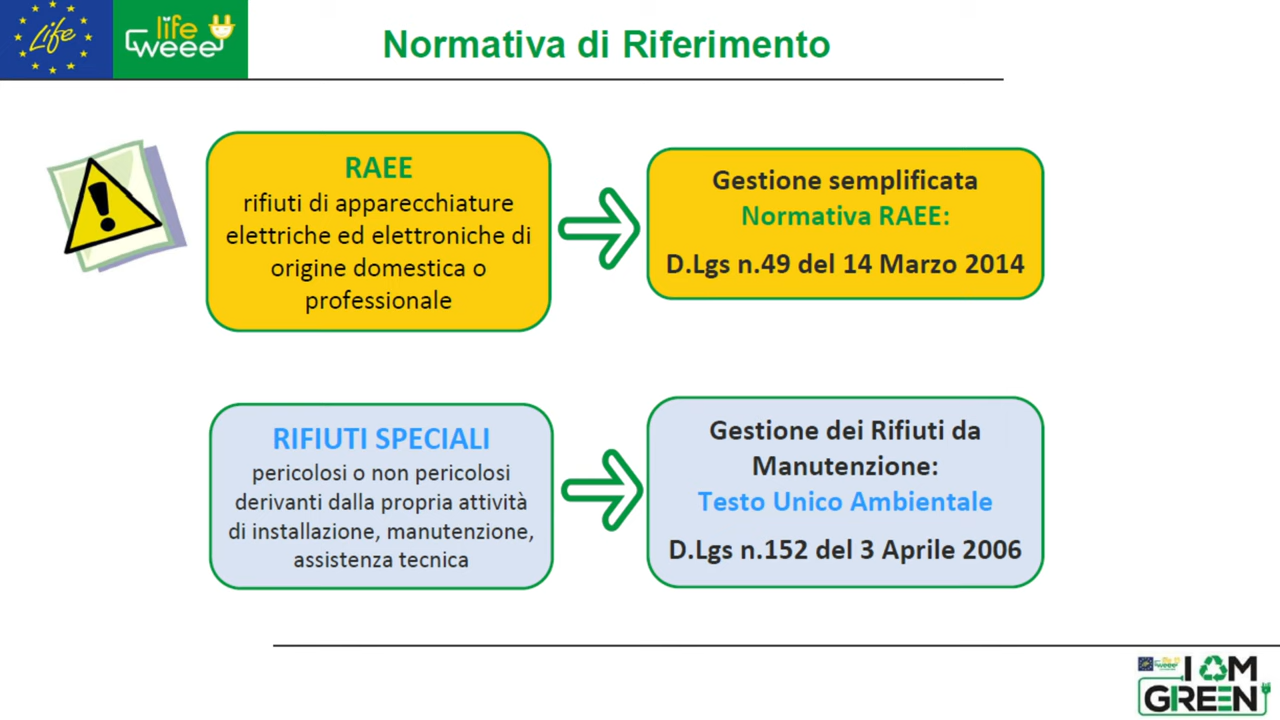 Life
life
weee
Normativa di Riferimento
RAEE
rifiuti di apparecchiature
elettriche ed elettroniche di
origine domestica o
professionale
Gestione semplificata
Normativa RAEE:
D.Lgs n.49 del 14 Marzo 2014
RIFIUTI SPECIALI
pericolosi o non pericolosi
derivanti dalla propria attività
di installazione, manutenzione,
assistenza tecnica
Gestione dei Rifiuti da
Manutenzione:
Testo Unico Ambientale
D.Lgs n.152 del 3 Aprile 2006
life
weee
I AM
GREEN